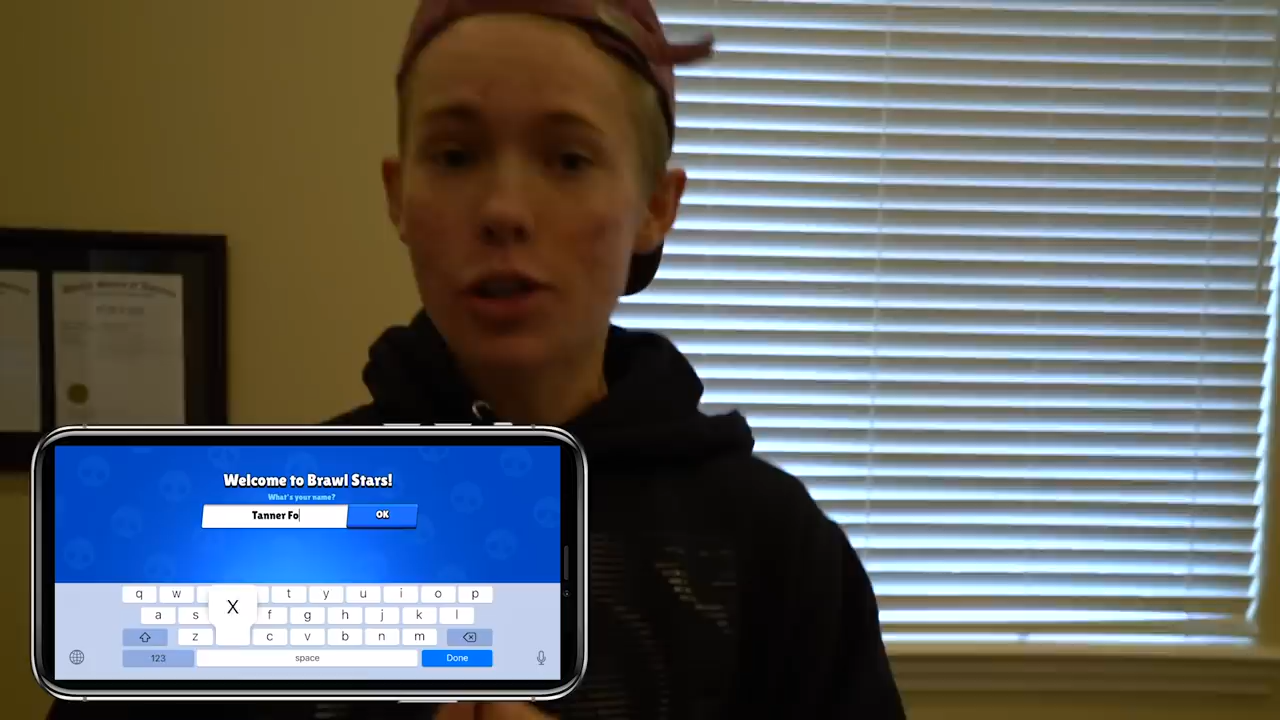 Welcome to Brawl Stars!
What's your name?
Tanner Fo
OK
q w t y u i o p
a s f g h j k l
X
z c v b n m
123 space Done